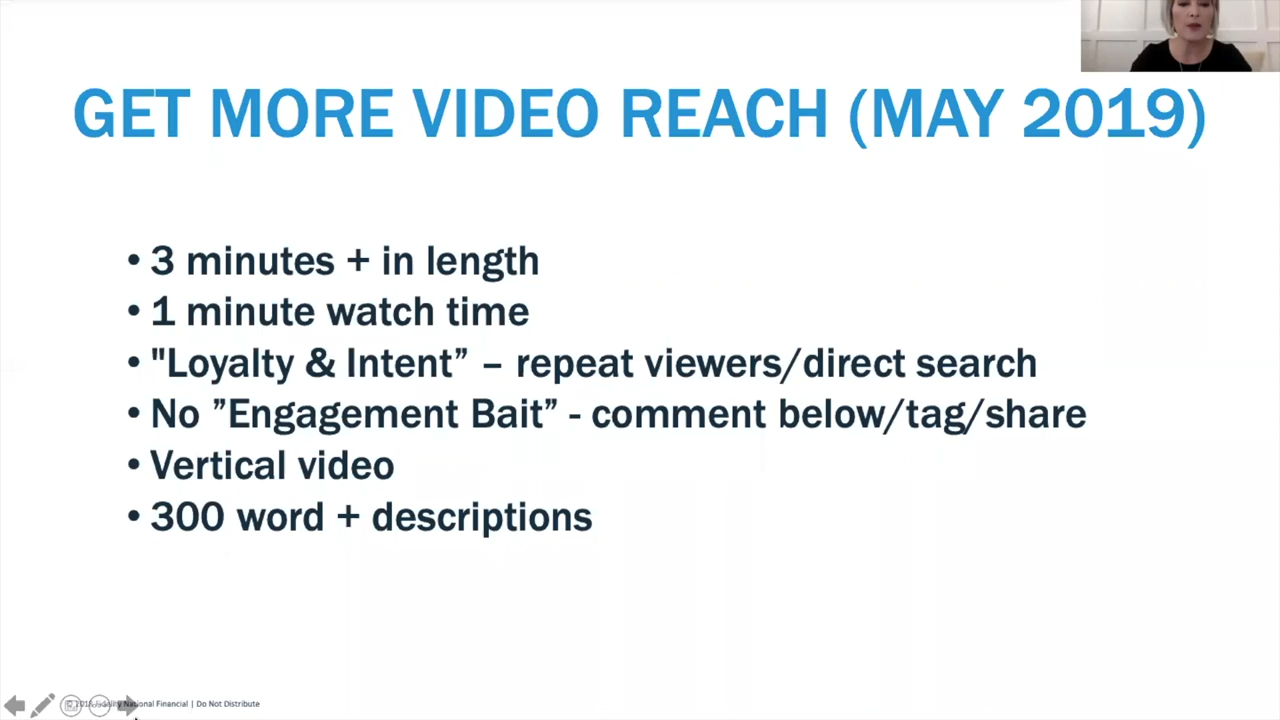 GET MORE VIDEO REACH (MAY 2019)
• 3 minutes + in length
• 1 minute watch time
• "Loyalty & Intent” – repeat viewers/direct search
• No ”Engagement Bait” - comment below/tag/share
• Vertical video
• 300 word + descriptions
Fidelity National Financial | Do Not Distribute